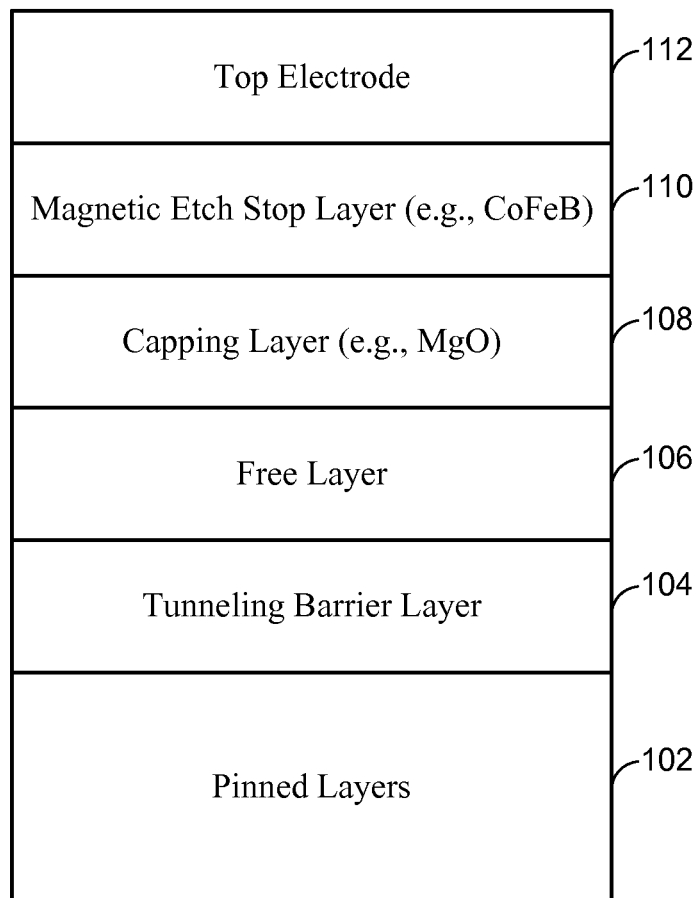 Top Electrode
112
Magnetic Etch Stop Layer (e.g., CoFeB)
110
Capping Layer (e.g., MgO)
108
Free Layer
106
Tunneling Barrier Layer
104
Pinned Layers
102